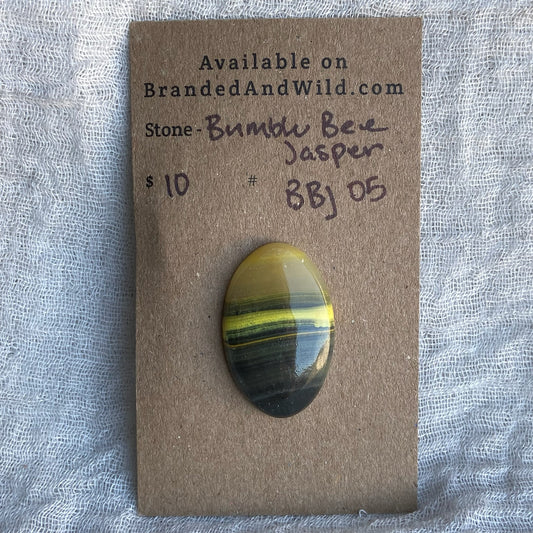 Available on
BrandedAndWild.com
Stone - Bumble Bee
Jasper
$ 10 # BBJ 05